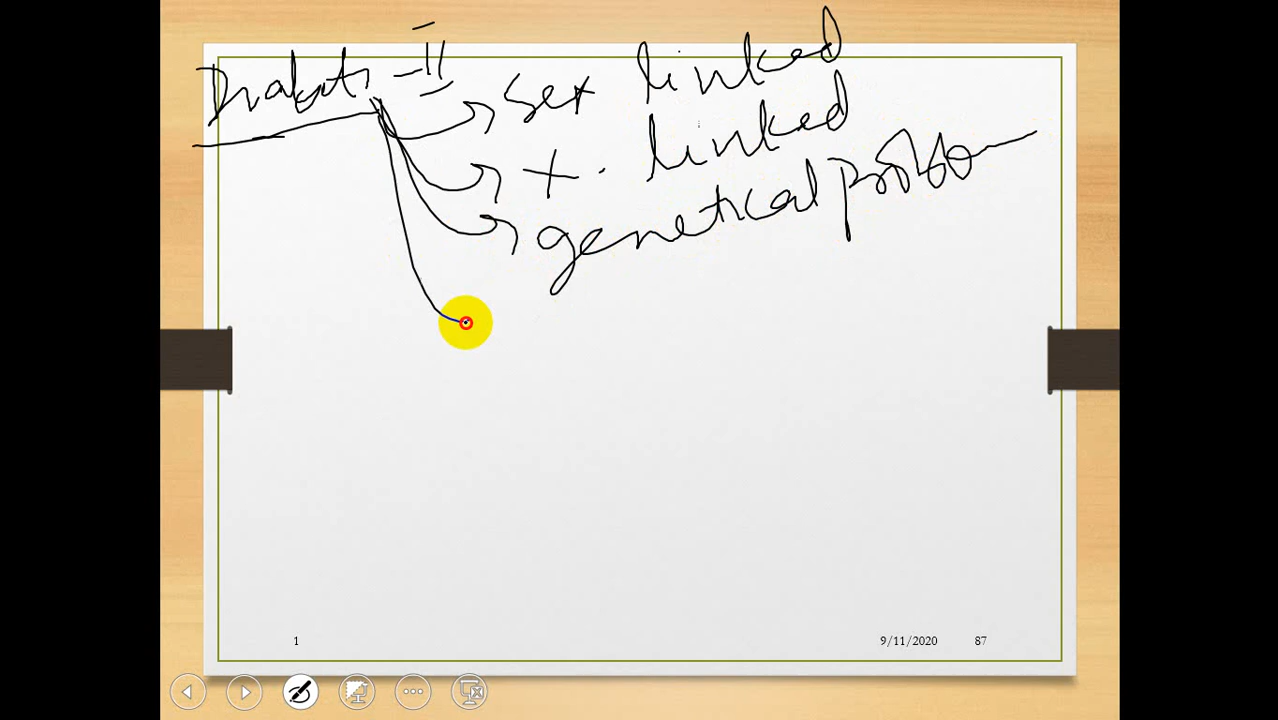 Diabetes -II
sex linked
X. linked
genetical problem
1
9/11/2020
87